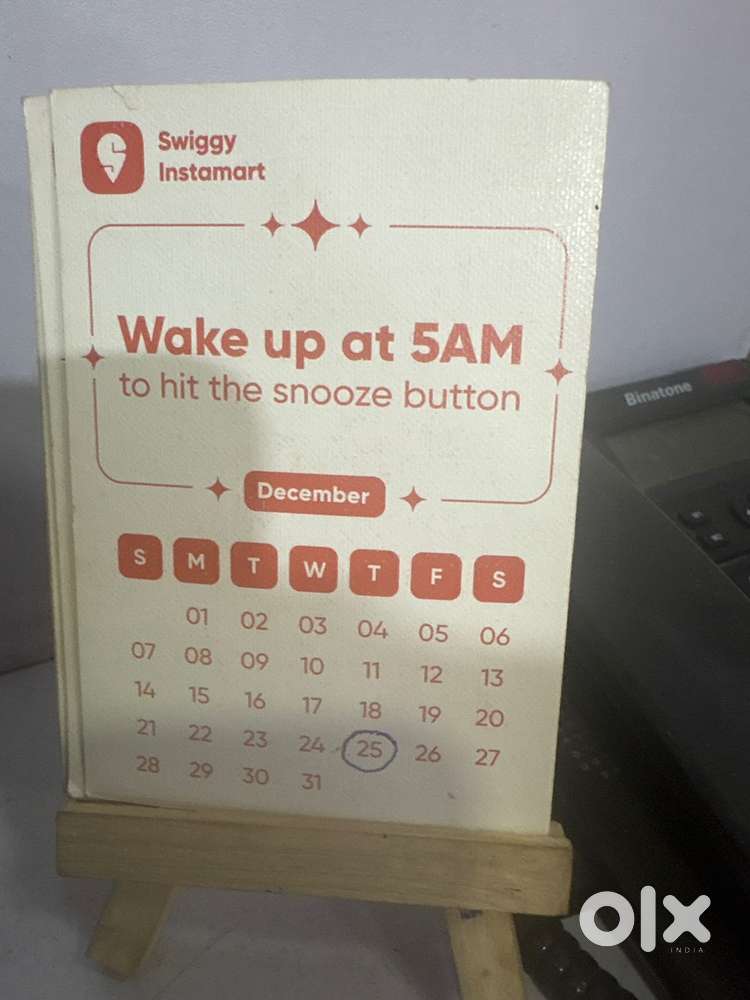 Swiggy
Instamart
Wake up at 5AM
to hit the snooze button
December
S M T W T F S
01 02 03 04 05 06
07 08 09 10 11 12 13
14 15 16 17 18 19 20
21 22 23 24 25 26 27
28 29 30 31
Binatone
olx
INDIA